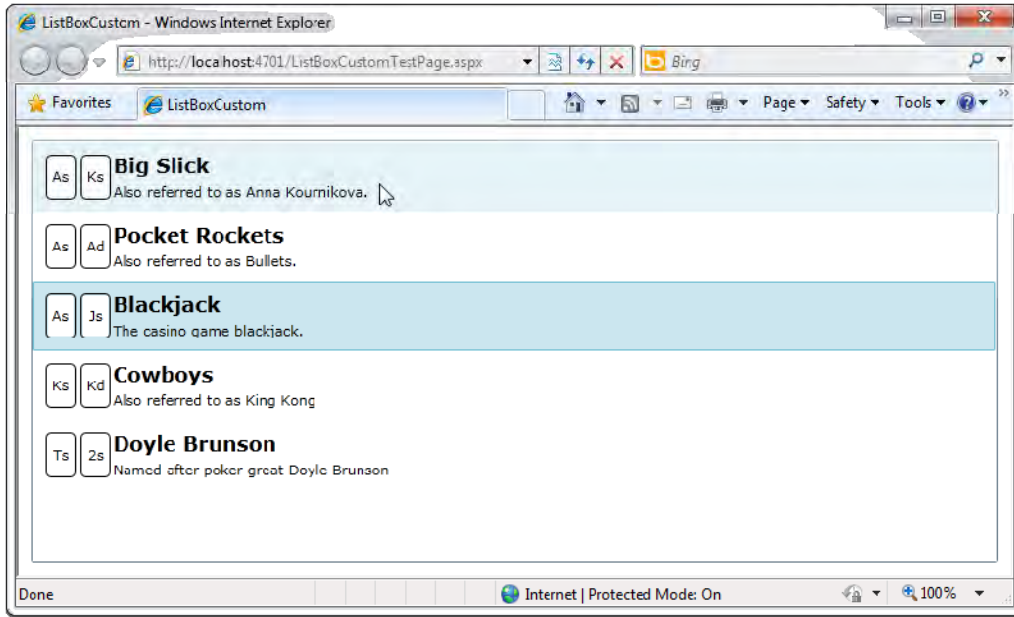 ListBoxCustom - Windows Internet Explorer
http://localhost:4701/ListBoxCustomTestPage.aspx
Bing
Favorites
ListBoxCustom
Page
Safety
Tools
As Ks Big Slick
Also referred to as Anna Kournikova.
As Ad Pocket Rockets
Also referred to as Bullets.
As Js Blackjack
The casino game blackjack.
Ks Kd Cowboys
Also referred to as King Kong
Ts 2s Doyle Brunson
Named after poker great Doyle Brunson
Done
Internet | Protected Mode: On
100%